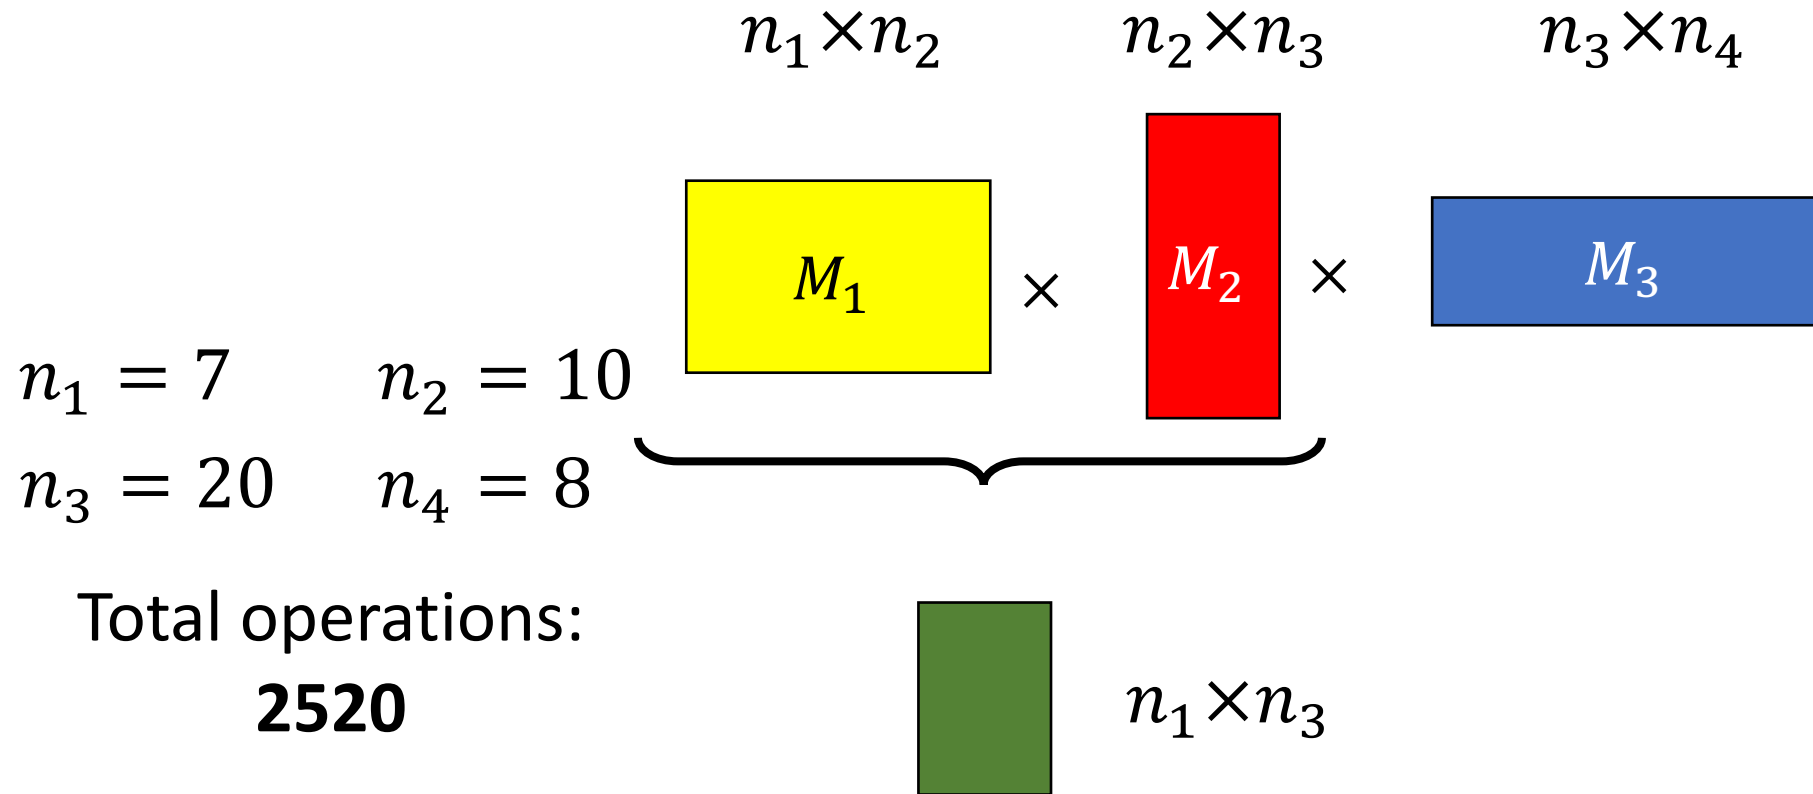 n₁×n₂ n₂×n₃ n₃×n₄
M₁ × M₂ × M₃
n₁ = 7 n₂ = 10
n₃ = 20 n₄ = 8
Total operations:
2520
n₁×n₃